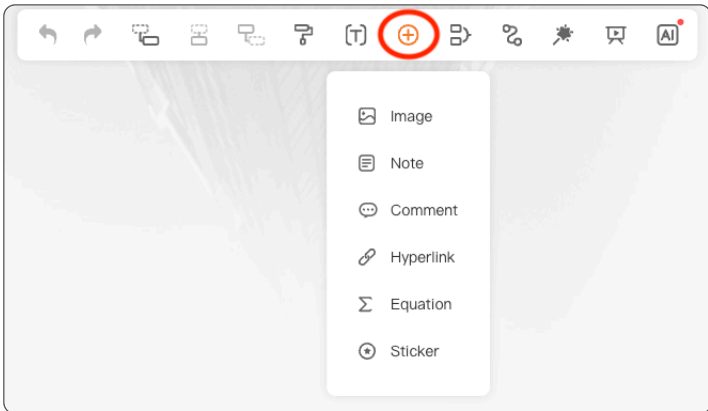 [T]
AI
Image
Note
Comment
Hyperlink
Equation
Sticker